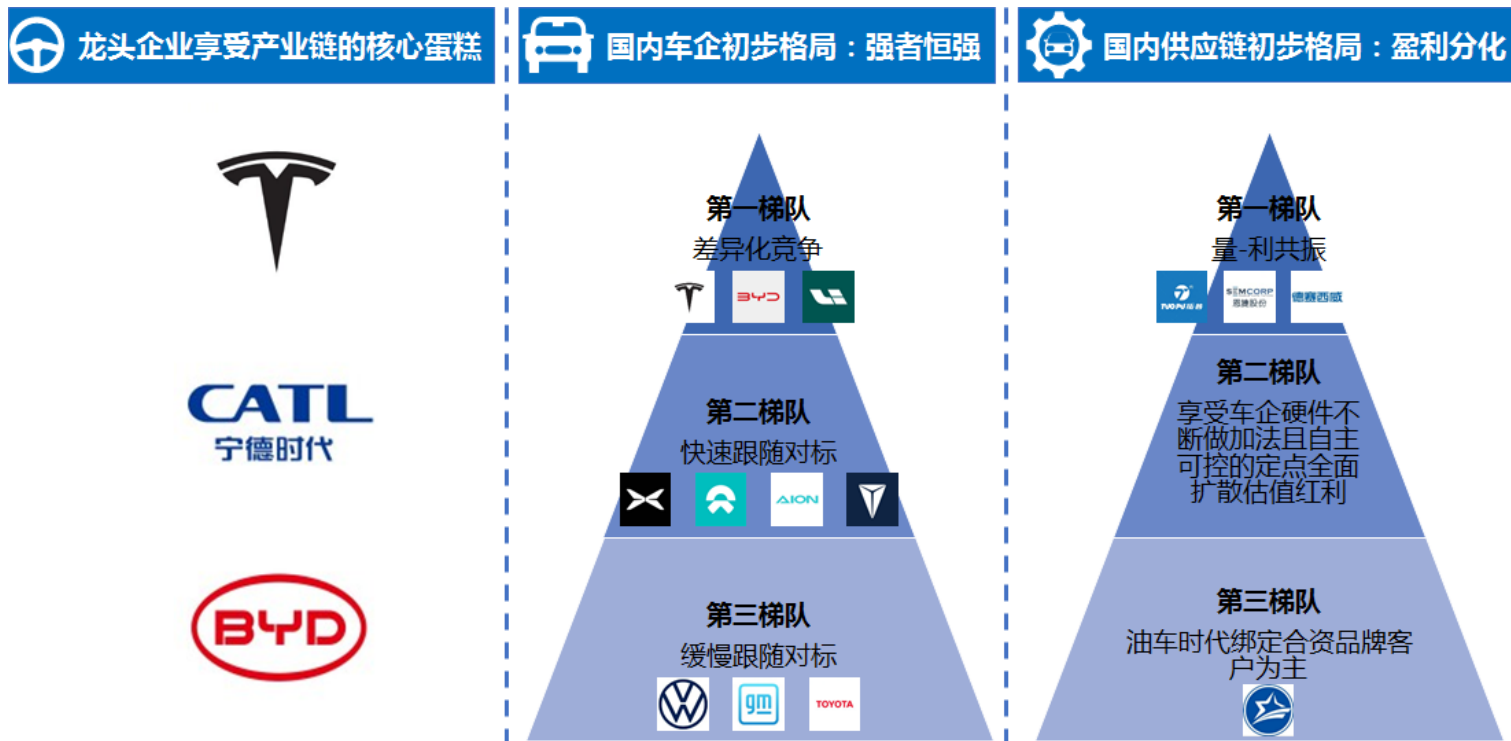 龙头企业享受产业链的核心蛋糕
CATL
宁德时代
BYD
国内车企初步格局：强者恒强
第一梯队
差异化竞争
BYD
第二梯队
快速跟随对标
AION
第三梯队
缓慢跟随对标
gm
TOYOTA
国内供应链初步格局：盈利分化
第一梯队
量-利共振
TUOPU 拓普
SEMCORP
恩捷股份
德赛西威
第二梯队
享受车企硬件不
断做加法且自主
可控的定点全面
扩散估值红利
第三梯队
油车时代绑定合资品牌客
户为主